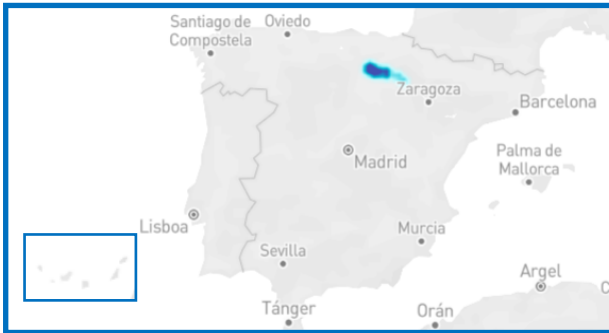 Santiago de
Compostela
Oviedo
Zaragoza
Barcelona
Madrid
Palma de
Mallorca
Lisboa
Murcia
Sevilla
Argel
Tánger
Orán
C